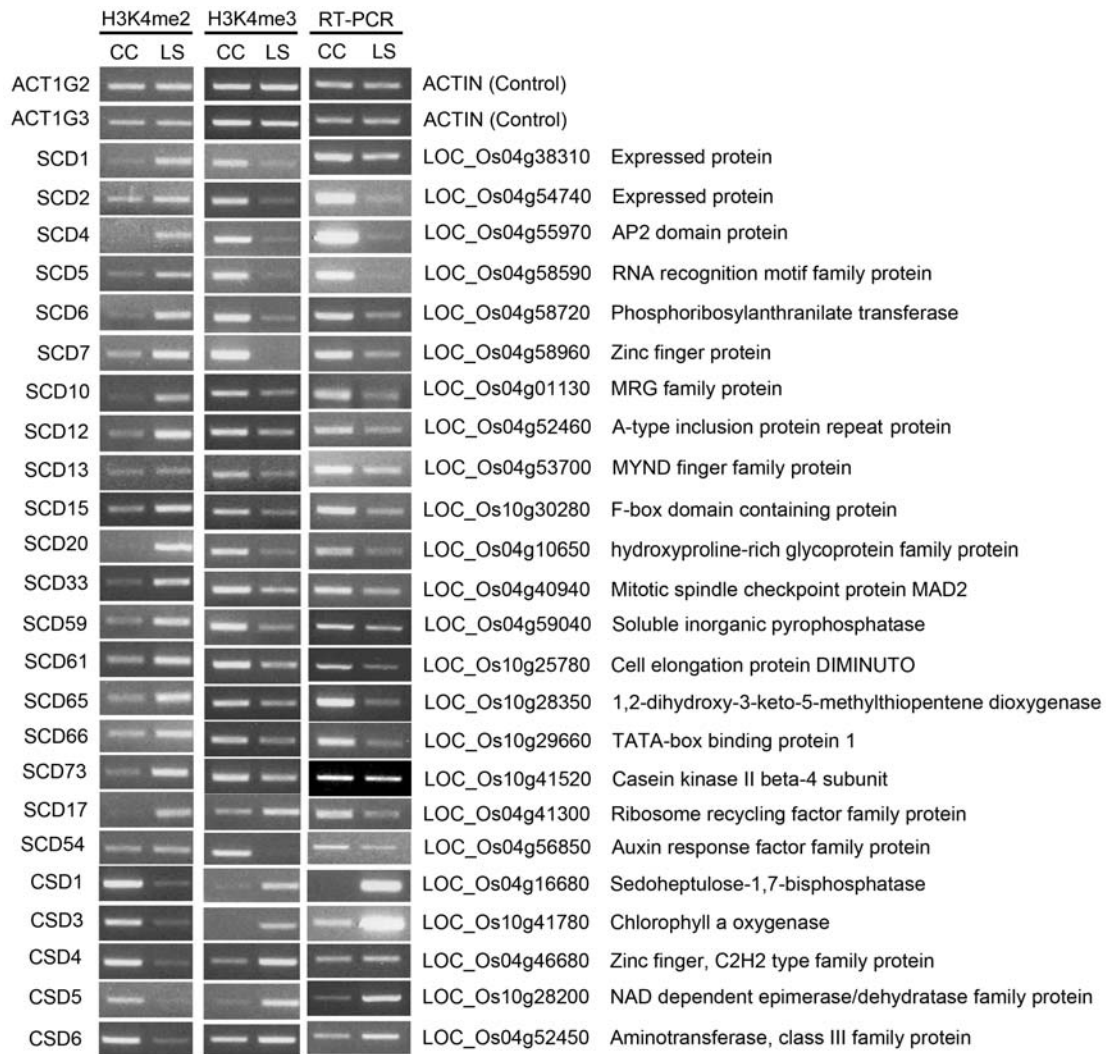 H3K4me2 H3K4me3 RT-PCR
CC LS CC LS CC LS
ACT1G2 ACTIN (Control)
ACT1G3 ACTIN (Control)
SCD1 LOC_Os04g38310 Expressed protein
SCD2 LOC_Os04g54740 Expressed protein
SCD4 LOC_Os04g55970 AP2 domain protein
SCD5 LOC_Os04g58590 RNA recognition motif family protein
SCD6 LOC_Os04g58720 Phosphoribosylanthranilate transferase
SCD7 LOC_Os04g58960 Zinc finger protein
SCD10 LOC_Os04g01130 MRG family protein
SCD12 LOC_Os04g52460 A-type inclusion protein repeat protein
SCD13 LOC_Os04g53700 MYND finger family protein
SCD15 LOC_Os10g30280 F-box domain containing protein
SCD20 LOC_Os04g10650 hydroxyproline-rich glycoprotein family protein
SCD33 LOC_Os04g40940 Mitotic spindle checkpoint protein MAD2
SCD59 LOC_Os04g59040 Soluble inorganic pyrophosphatase
SCD61 LOC_Os10g25780 Cell elongation protein DIMINUTO
SCD65 LOC_Os10g28350 1,2-dihydroxy-3-keto-5-methylthiopentene dioxygenase
SCD66 LOC_Os10g29660 TATA-box binding protein 1
SCD73 LOC_Os10g41520 Casein kinase II beta-4 subunit
SCD17 LOC_Os04g41300 Ribosome recycling factor family protein
SCD54 LOC_Os04g56850 Auxin response factor family protein
CSD1 LOC_Os04g16680 Sedoheptulose-1,7-bisphosphatase
CSD3 LOC_Os10g41780 Chlorophyll a oxygenase
CSD4 LOC_Os04g46680 Zinc finger, C2H2 type family protein
CSD5 LOC_Os10g28200 NAD dependent epimerase/dehydratase family protein
CSD6 LOC_Os04g52450 Aminotransferase, class III family protein